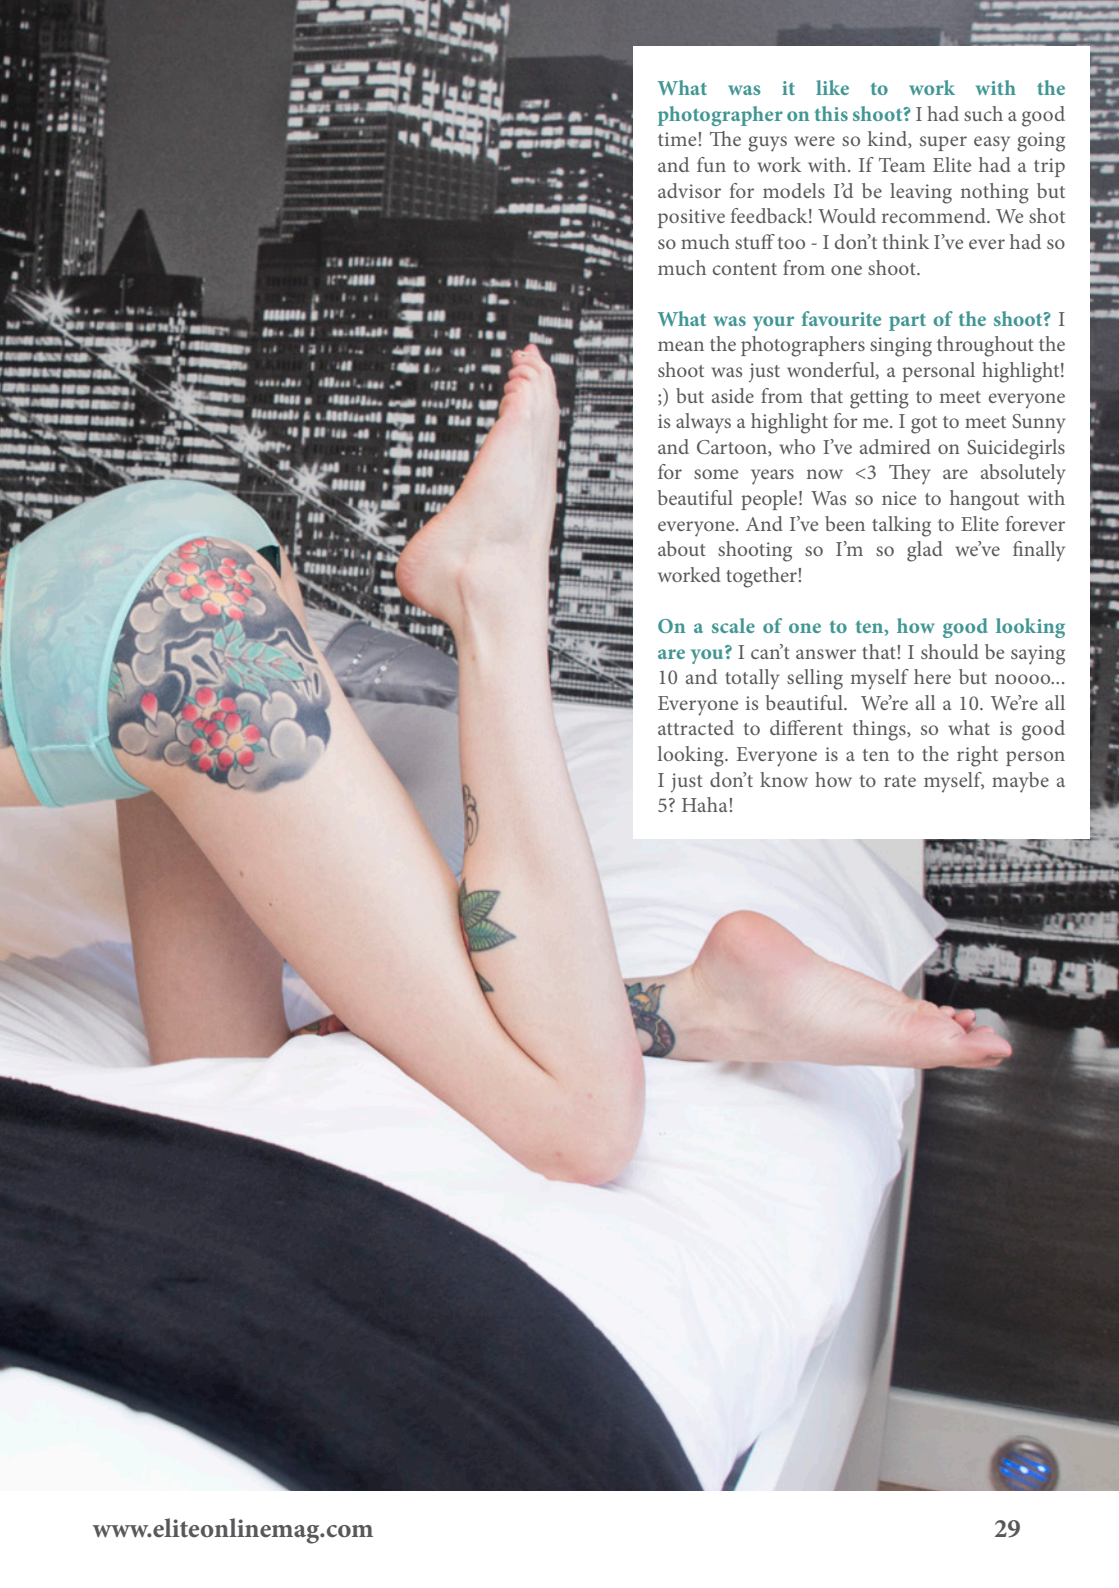 What was it like to work with the
photographer on this shoot? I had such a good
time! The guys were so kind, super easy going
and fun to work with. If Team Elite had a trip
advisor for models I’d be leaving nothing but
positive feedback! Would recommend. We shot
so much stuff too - I don’t think I’ve ever had so
much content from one shoot.
What was your favourite part of the shoot? I
mean the photographers singing throughout the
shoot was just wonderful, a personal highlight!
;) but aside from that getting to meet everyone
is always a highlight for me. I got to meet Sunny
and Cartoon, who I’ve admired on Suicidegirls
for some years now <3 They are absolutely
beautiful people! Was so nice to hangout with
everyone. And I’ve been talking to Elite forever
about shooting so I’m so glad we’ve finally
worked together!
On a scale of one to ten, how good looking
are you? I can’t answer that! I should be saying
10 and totally selling myself here but noooo...
Everyone is beautiful.  We’re all a 10. We’re all
attracted to different things, so what is good
looking. Everyone is a ten to the right person
I just don’t know how to rate myself, maybe a
5? Haha!
www.eliteonlinemag.com
29